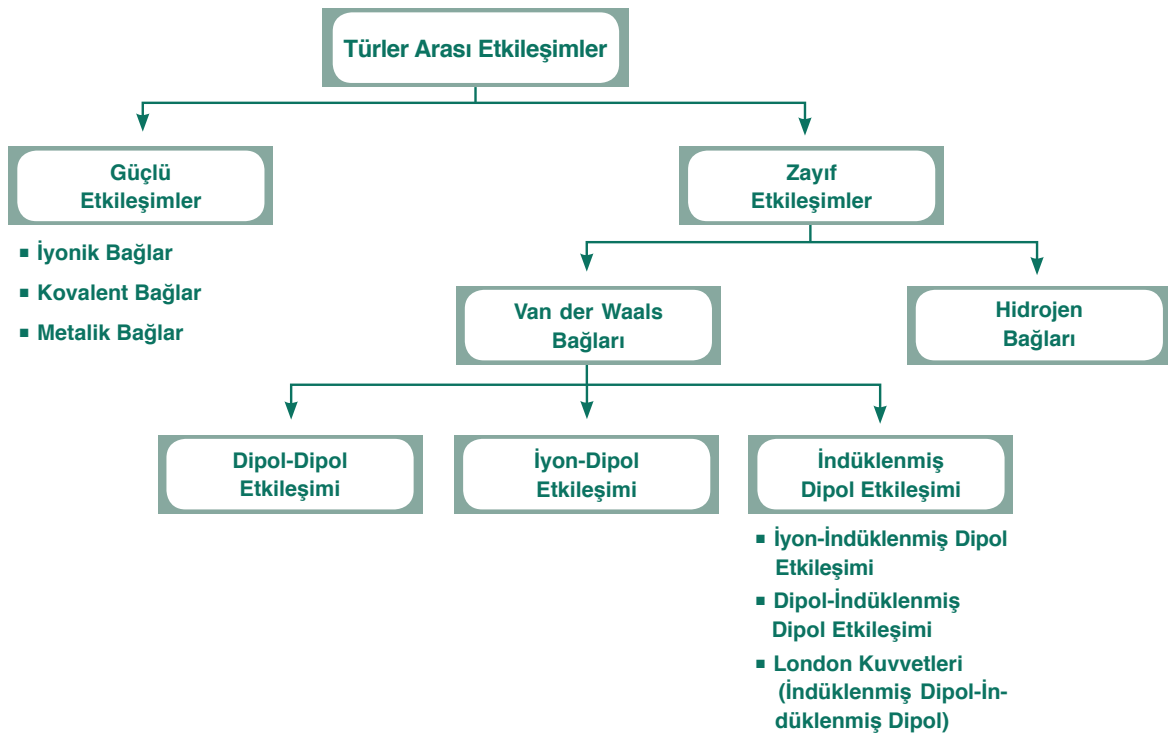 Türler Arası Etkileşimler
Güçlü
Etkileşimler
Zayıf
Etkileşimler
▪ İyonik Bağlar
▪ Kovalent Bağlar
▪ Metalik Bağlar
Van der Waals
Bağları
Hidrojen
Bağları
Dipol-Dipol
Etkileşimi
İyon-Dipol
Etkileşimi
İndüklenmiş
Dipol Etkileşimi
▪ İyon-İndüklenmiş Dipol
Etkileşimi
▪ Dipol-İndüklenmiş
Dipol Etkileşimi
▪ London Kuvvetleri
(İndüklenmiş Dipol-İn-
düklenmiş Dipol)